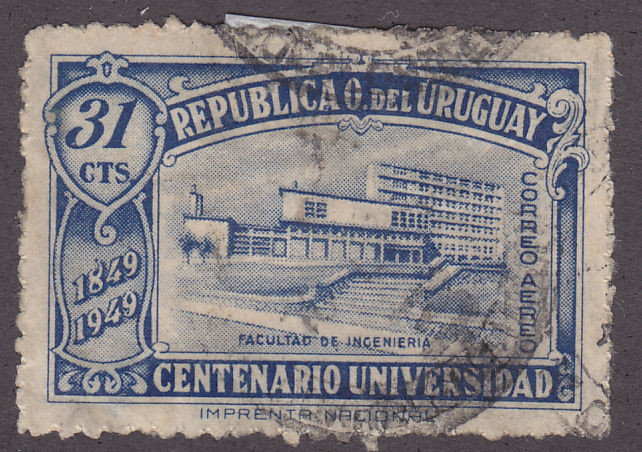 31
CTS
REPUBLICA O. DEL URUGUAY
1849
1949
CORREO AEREO
FACULTAD DE INGENIERIA
CENTENARIO UNIVERSIDAD
IMPRENTA NACIONAL